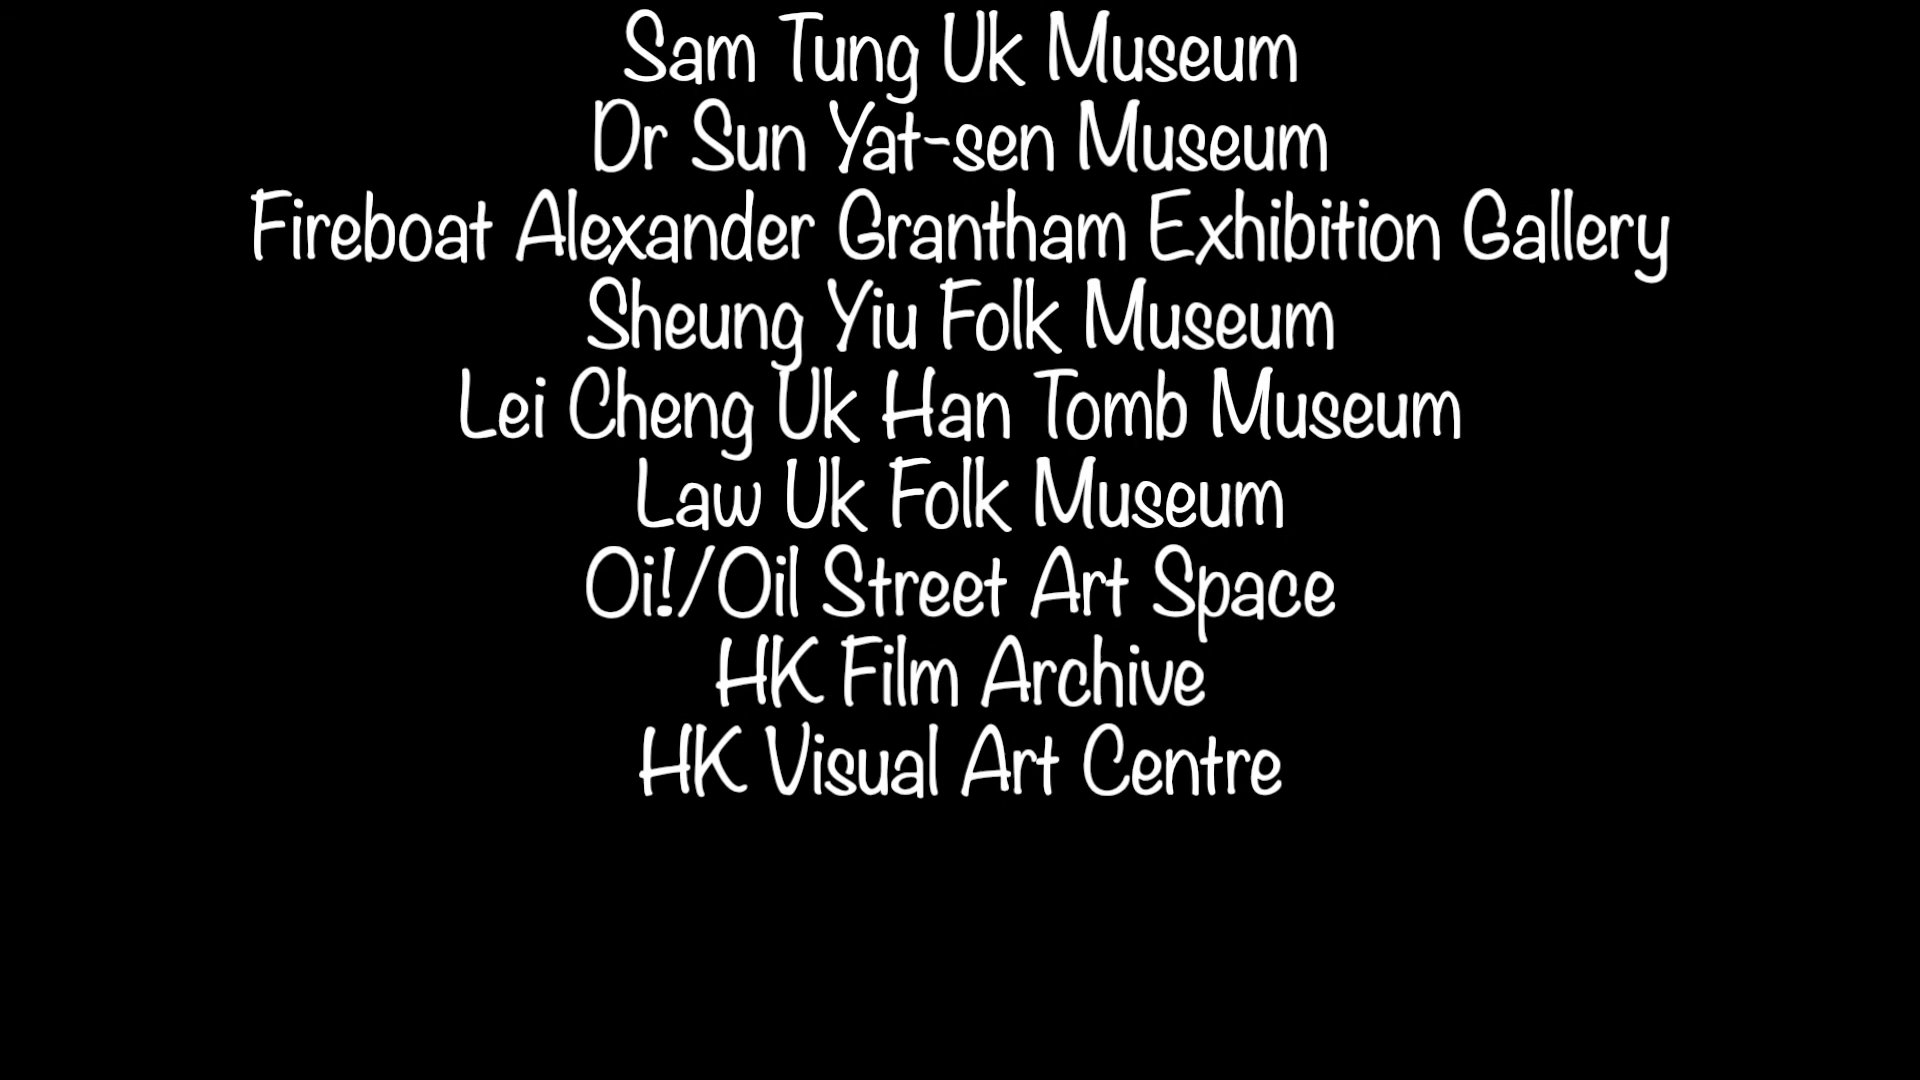 Sam Tung Uk Museum
Dr Sun Yat-sen Museum
Fireboat Alexander Grantham Exhibition Gallery
Sheung Yiu Folk Museum
Lei Cheng Uk Han Tomb Museum
Law Uk Folk Museum
Oi!/Oil Street Art Space
HK Film Archive
HK Visual Art Centre